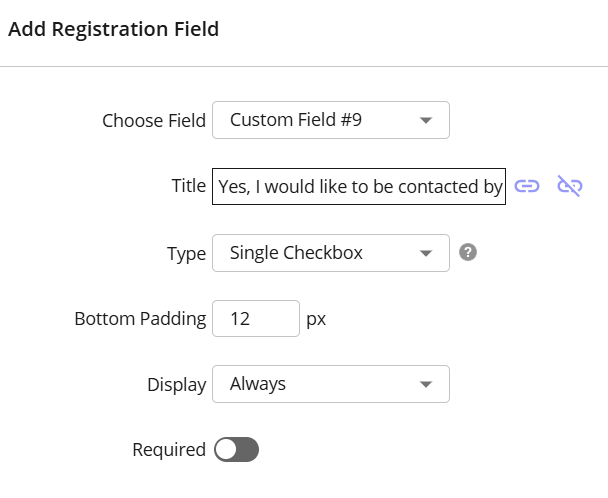 Add Registration Field
Choose Field Custom Field #9
Title Yes, I would like to be contacted by
Type Single Checkbox ?
Bottom Padding 12 px
Display Always
Required